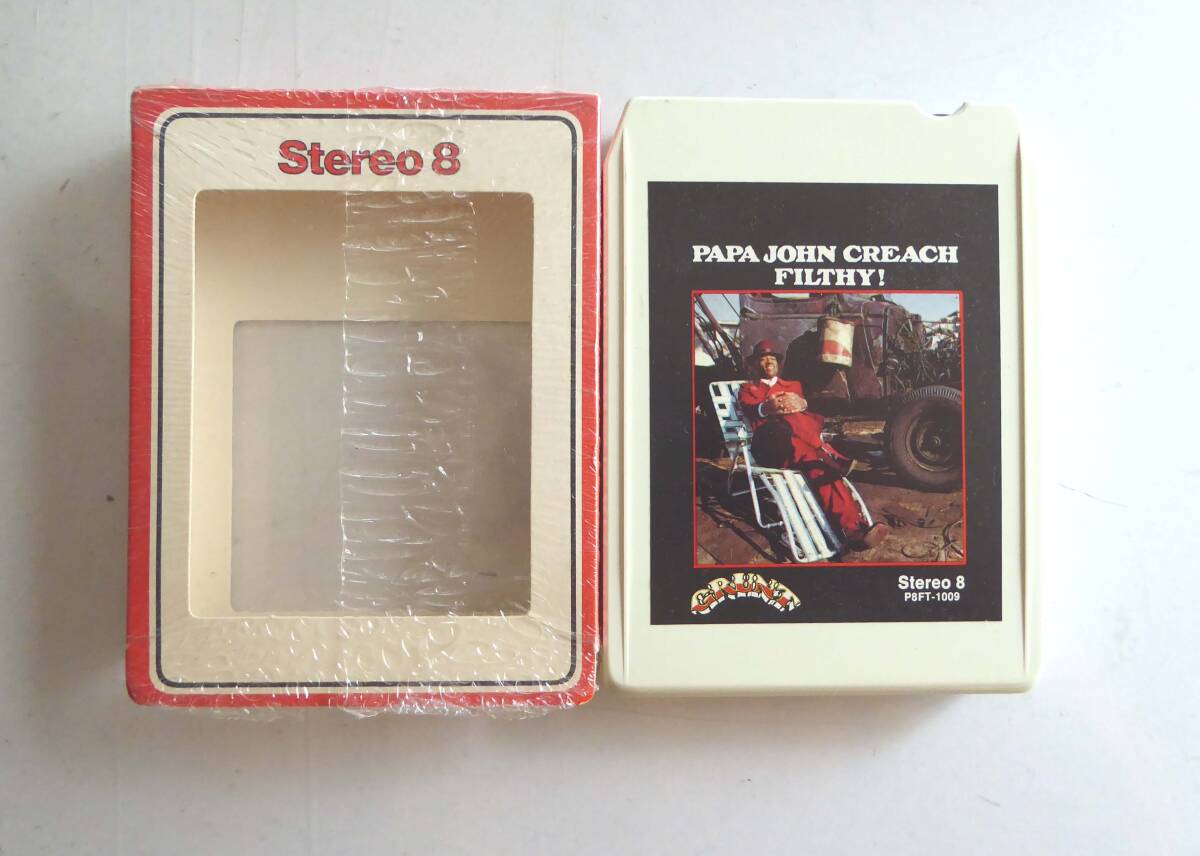 Stereo 8
PAPA JOHN CREACH
FILTHY!
GRUNT
Stereo 8
P8FT-1009